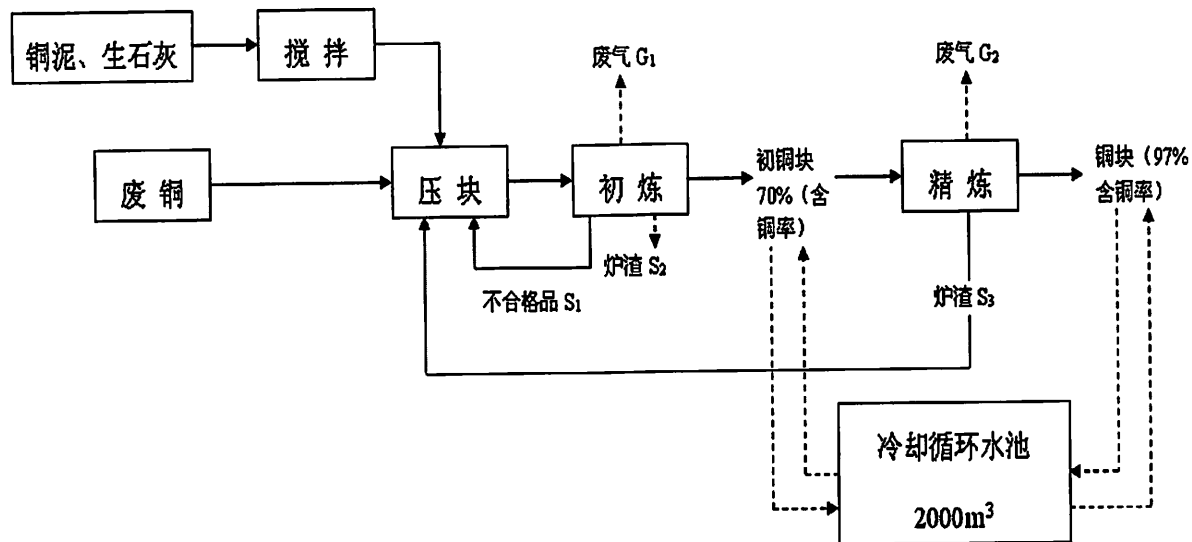 铜泥、生石灰
搅拌
废气 G₁
废气 G₂
废铜
压块
初炼
初铜块
70%（含
铜率）
精炼
铜块（97%
含铜率）
炉渣 S₂
不合格品 S₁
炉渣 S₃
冷却循环水池
2000m³